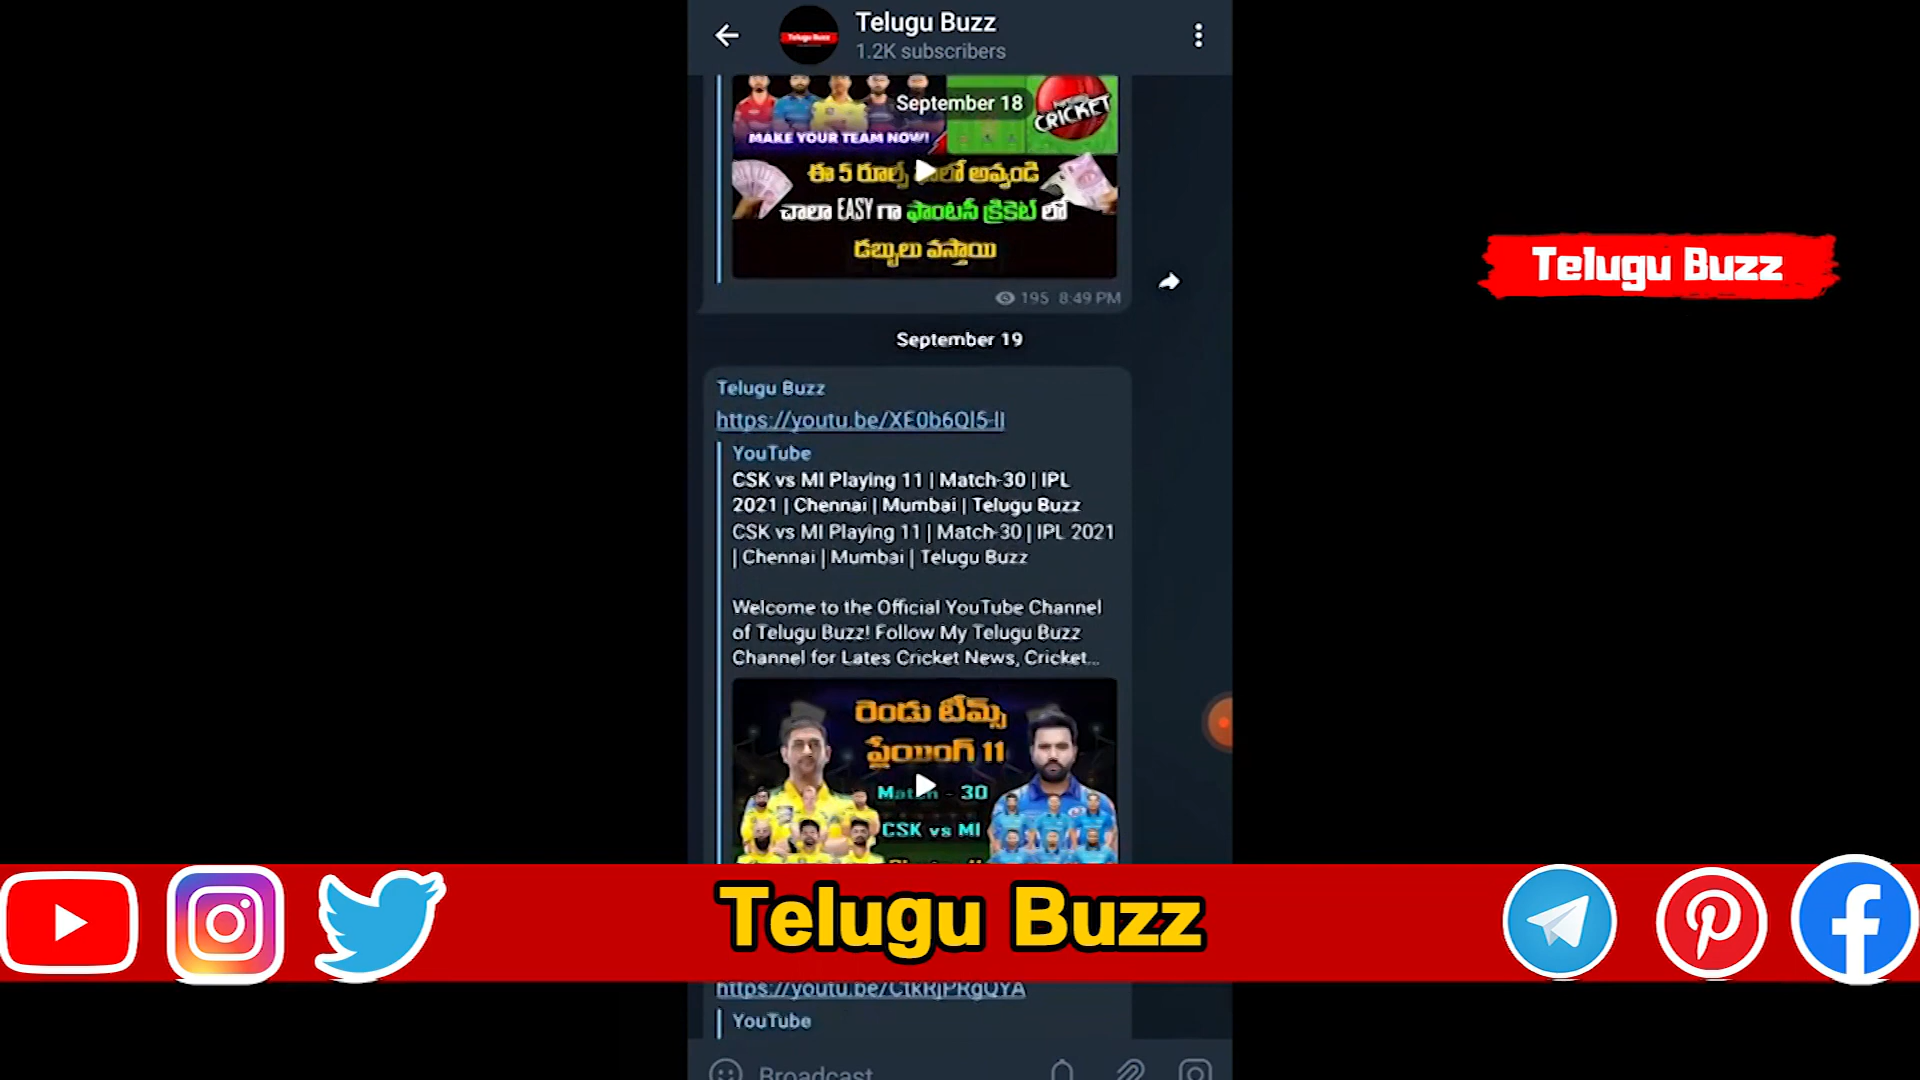 Telugu Buzz
1.2K subscribers
September 18
CRICKET
MAKE YOUR TEAM NOW!
ఈ 5 రూల్స్ అవ్వండి
చాలా EASY గా ఫాంటసీ క్రికెట్ లో
డబ్బులు వస్తాయి
195 8:49 PM
September 19
Telugu Buzz
https://youtu.be/XE0b6QI5-lI
YouTube
CSK vs MI Playing 11 | Match-30 | IPL
2021 | Chennai | Mumbai | Telugu Buzz
CSK vs MI Playing 11 | Match-30 | IPL 2021
| Chennai | Mumbai | Telugu Buzz
Welcome to the Official YouTube Channel
of Telugu Buzz! Follow My Telugu Buzz
Channel for Lates Cricket News, Cricket...
రెండు టీమ్స్
ప్లేయింగ్ 11
Match - 30
CSK vs MI
Telugu Buzz
https://youtu.be/CtkRjPRgQYA
YouTube
Broadcast
Telugu Buzz